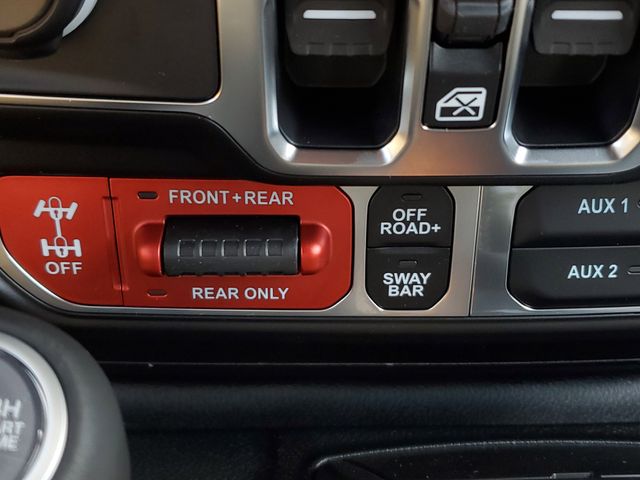 FRONT+REAR
OFF
REAR ONLY
OFF
ROAD+
SWAY
BAR
AUX 1
AUX 2